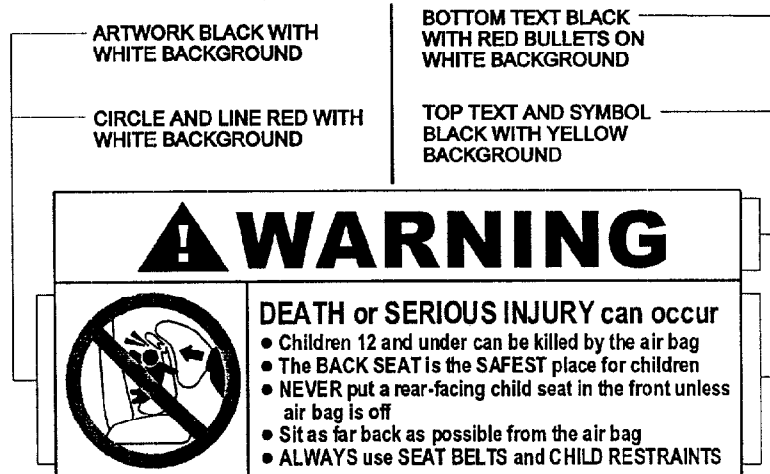 ARTWORK BLACK WITH
WHITE BACKGROUND
CIRCLE AND LINE RED WITH
WHITE BACKGROUND
BOTTOM TEXT BLACK
WITH RED BULLETS ON
WHITE BACKGROUND
TOP TEXT AND SYMBOL
BLACK WITH YELLOW
BACKGROUND
! WARNING
DEATH or SERIOUS INJURY can occur
• Children 12 and under can be killed by the air bag
• The BACK SEAT is the SAFEST place for children
• NEVER put a rear-facing child seat in the front unless
air bag is off
• Sit as far back as possible from the air bag
• ALWAYS use SEAT BELTS and CHILD RESTRAINTS